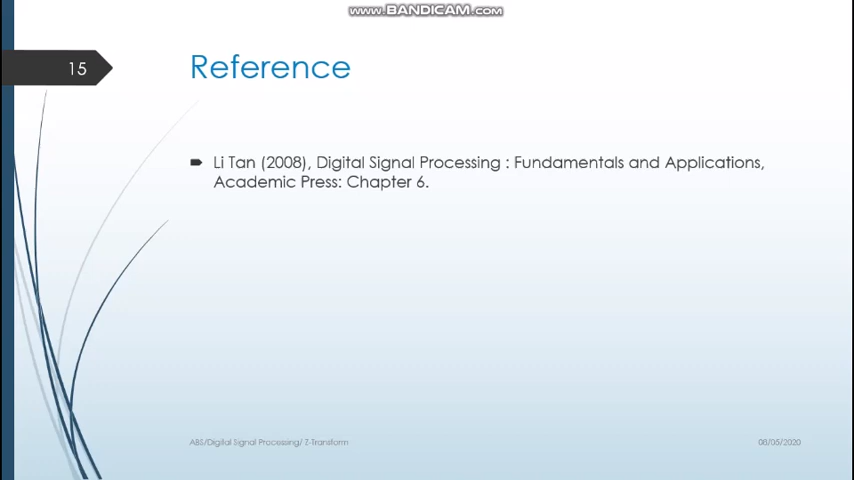 www.BANDICAM.com
15
Reference
Li Tan (2008), Digital Signal Processing : Fundamentals and Applications,
Academic Press: Chapter 6.
ABS/Digital Signal Processing/ Z-Transform
08/05/2020